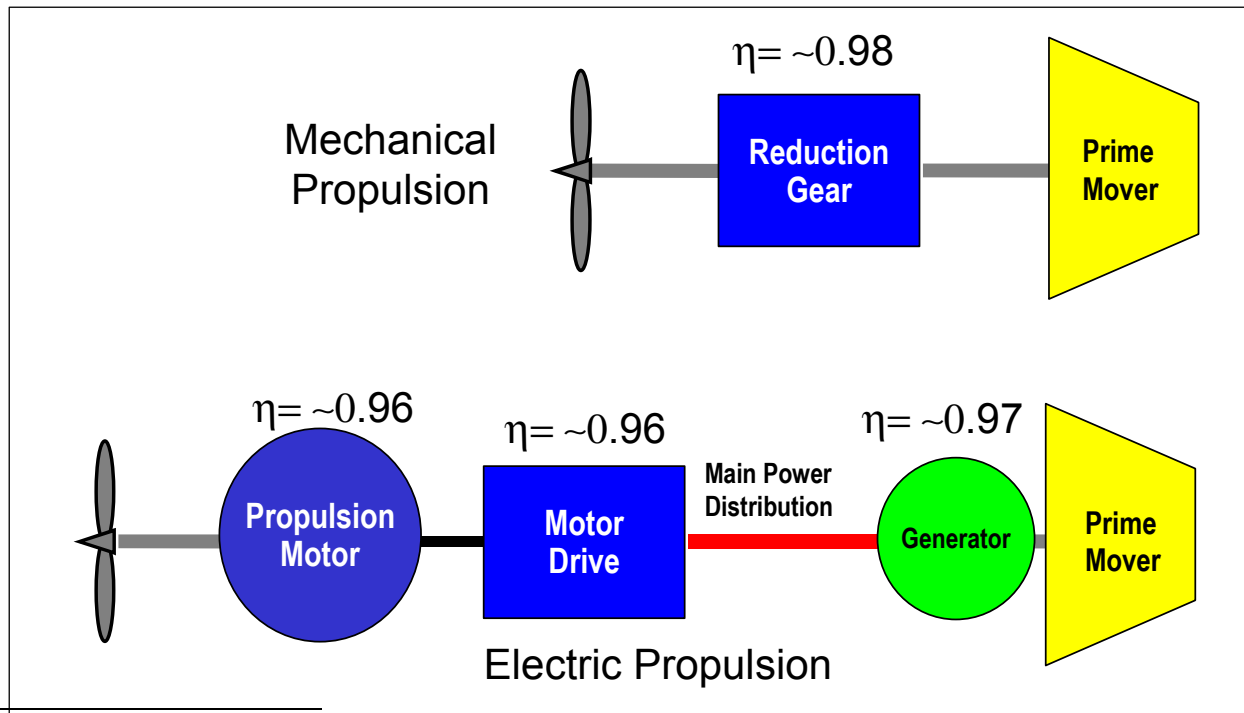 η= ~0.98
Mechanical
Propulsion
Reduction
Gear
Prime
Mover
η= ~0.96
η= ~0.96
η= ~0.97
Main Power
Distribution
Propulsion
Motor
Motor
Drive
Generator
Prime
Mover
Electric Propulsion